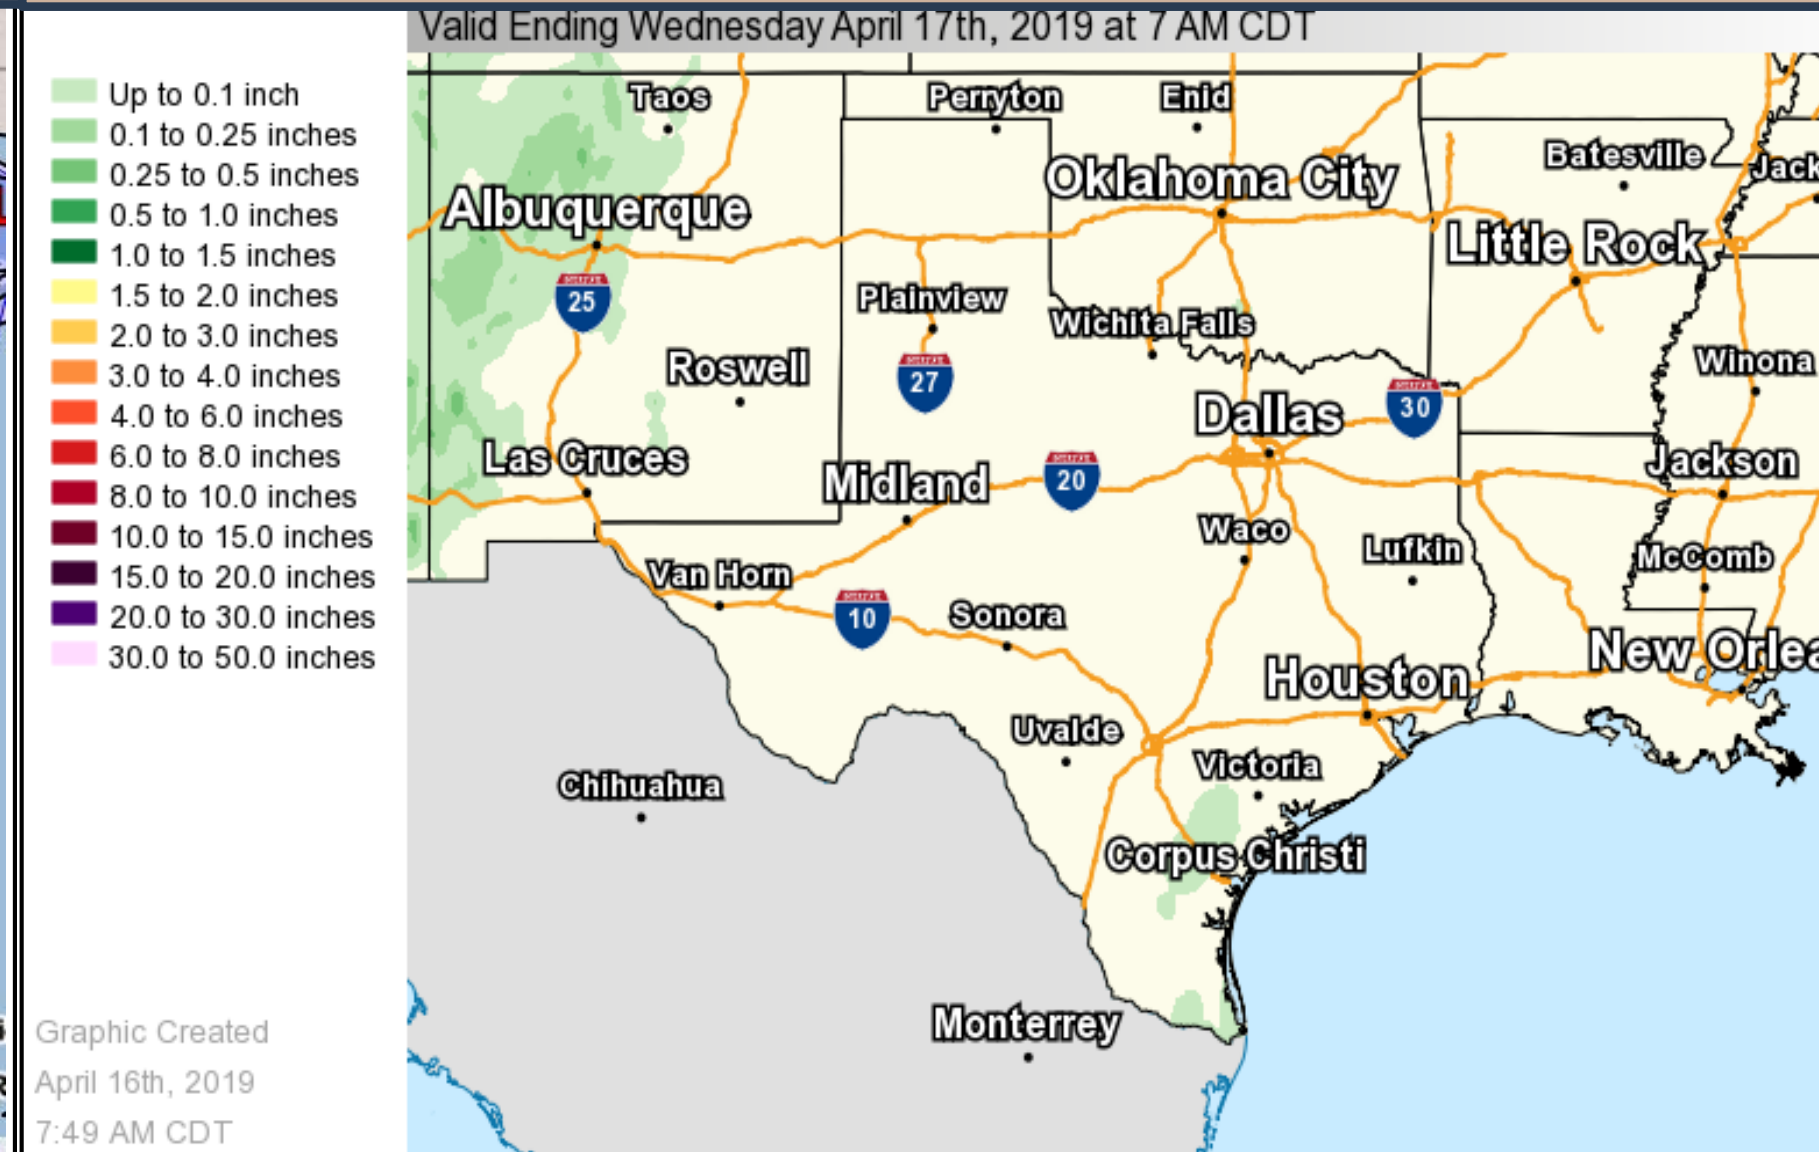 Valid Ending Wednesday April 17th, 2019 at 7 AM CDT
Up to 0.1 inch
0.1 to 0.25 inches
0.25 to 0.5 inches
0.5 to 1.0 inches
1.0 to 1.5 inches
1.5 to 2.0 inches
2.0 to 3.0 inches
3.0 to 4.0 inches
4.0 to 6.0 inches
6.0 to 8.0 inches
8.0 to 10.0 inches
10.0 to 15.0 inches
15.0 to 20.0 inches
20.0 to 30.0 inches
30.0 to 50.0 inches
Graphic Created
April 16th, 2019
7:49 AM CDT
Taos
Perryton
Enid
Batesville
Jack
Oklahoma City
Albuquerque
Little Rock
25
Plainview
Wichita Falls
Winona
Roswell
27
30
Dallas
Las Cruces
Midland
20
Jackson
Waco
Lufkin
McComb
Van Horn
10
Sonora
New Orlea
Houston
Uvalde
Victoria
Chihuahua
Corpus Christi
Monterrey